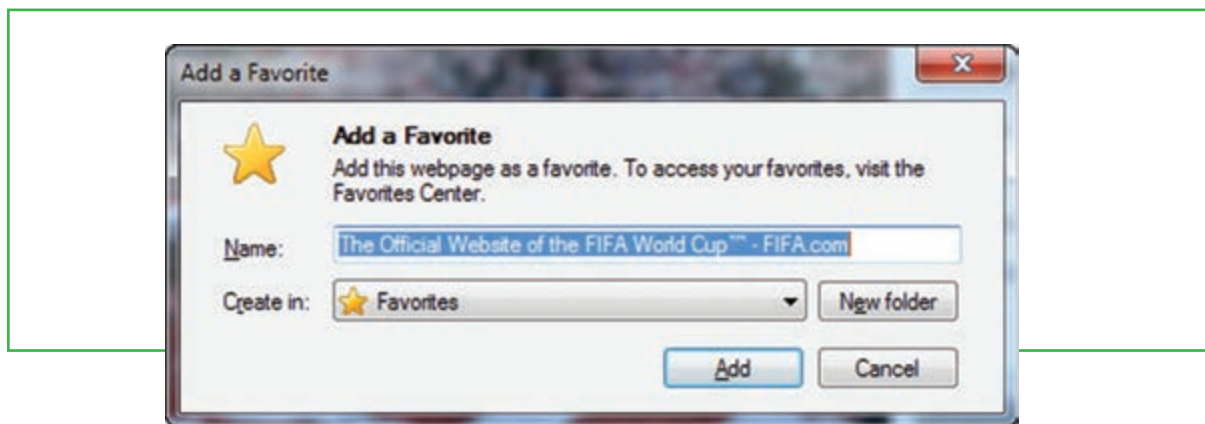 Add a Favorite
Add a Favorite
Add this webpage as a favorite. To access your favorites, visit the
Favorites Center.
Name: The Official Website of the FIFA World Cup™ - FIFA.com
Create in: Favorites New folder
Add Cancel